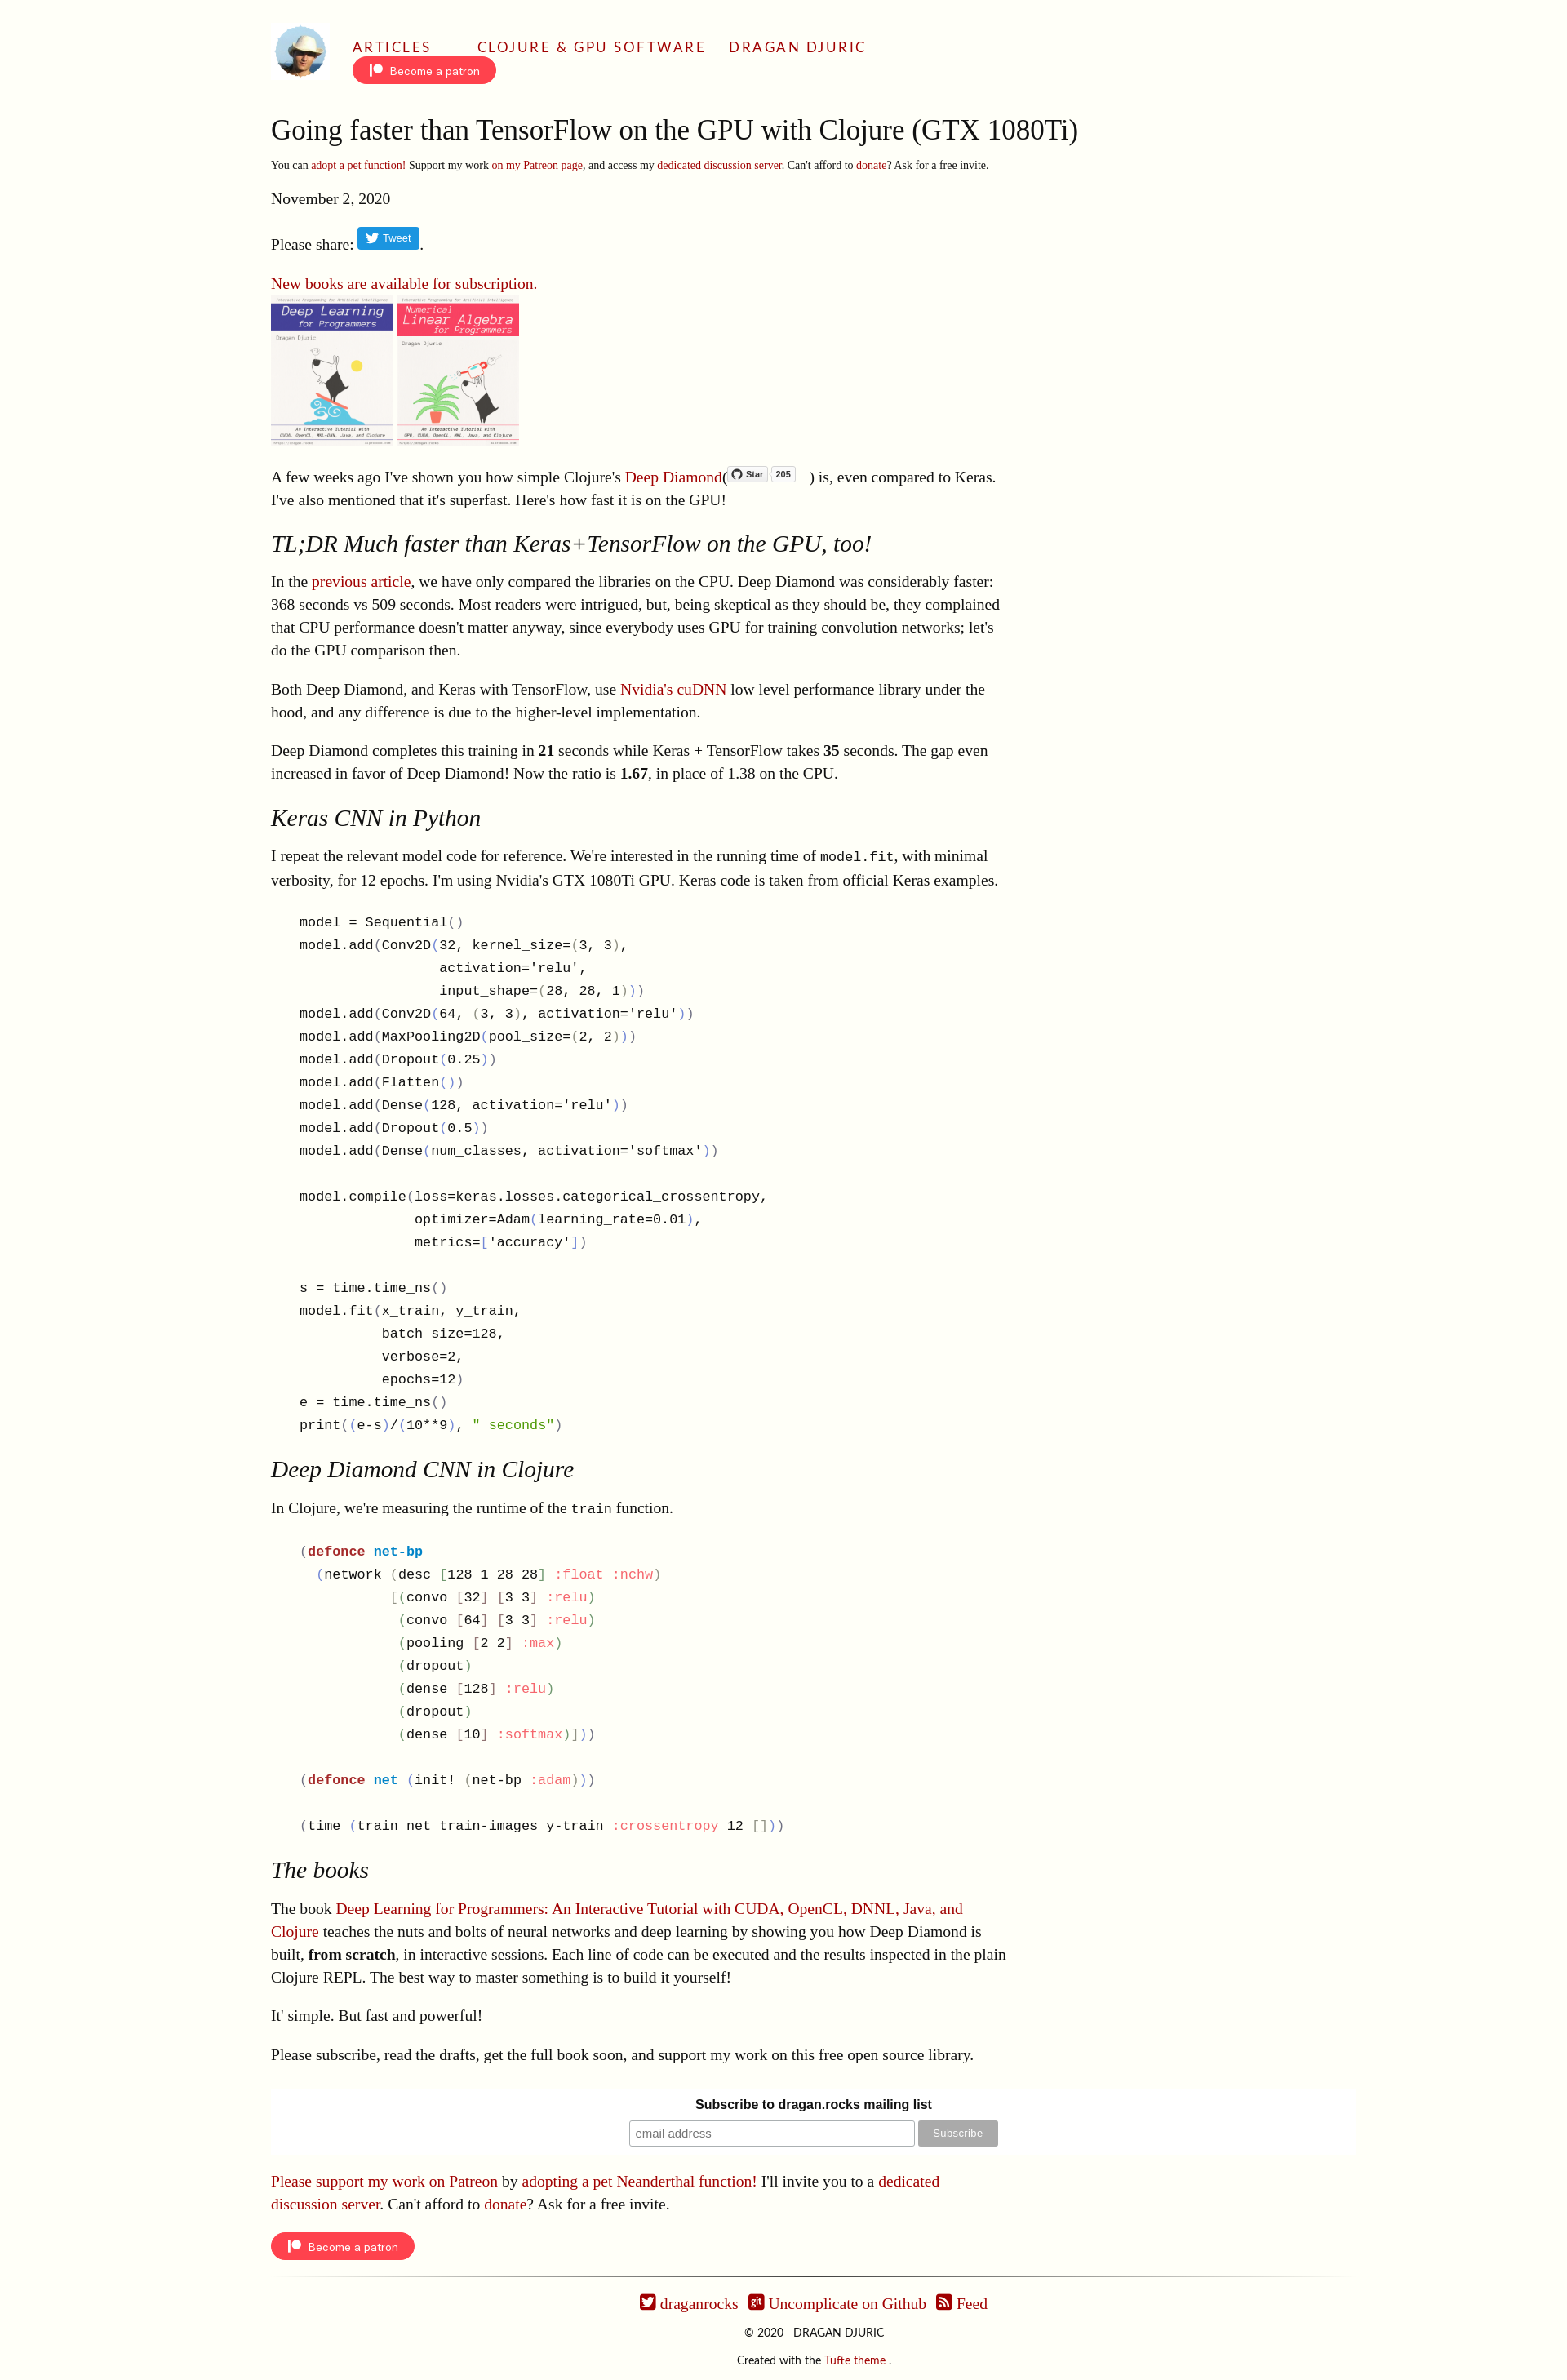 ARTICLES CLOJURE & GPU SOFTWARE DRAGAN DJURIC
Become a patron
Going faster than TensorFlow on the GPU with Clojure (GTX 1080Ti)
You can adopt a pet function! Support my work on my Patreon page, and access my dedicated discussion server. Can't afford to donate? Ask for a free invite.
November 2, 2020
Please share: Tweet.
New books are available for subscription.
Interactive Programming for Artificial Intelligence
Deep Learning
for Programmers
Dragan Djuric
An Interactive Tutorial with
CUDA, OpenCL, MKL-DNN, Java, and Clojure
Interactive Programming for Artificial Intelligence
Numerical
Linear Algebra
for Programmers
Dragan Djuric
An Interactive Tutorial with
GPU, CUDA, OpenCL, MKL, Java, and Clojure
A few weeks ago I've shown you how simple Clojure's Deep Diamond( Star 205 ) is, even compared to Keras.
I've also mentioned that it's superfast. Here's how fast it is on the GPU!
TL;DR Much faster than Keras+TensorFlow on the GPU, too!
In the previous article, we have only compared the libraries on the CPU. Deep Diamond was considerably faster:
368 seconds vs 509 seconds. Most readers were intrigued, but, being skeptical as they should be, they complained
that CPU performance doesn't matter anyway, since everybody uses GPU for training convolution networks; let's
do the GPU comparison then.
Both Deep Diamond, and Keras with TensorFlow, use Nvidia's cuDNN low level performance library under the
hood, and any difference is due to the higher-level implementation.
Deep Diamond completes this training in 21 seconds while Keras + TensorFlow takes 35 seconds. The gap even
increased in favor of Deep Diamond! Now the ratio is 1.67, in place of 1.38 on the CPU.
Keras CNN in Python
I repeat the relevant model code for reference. We're interested in the running time of model.fit, with minimal
verbosity, for 12 epochs. I'm using Nvidia's GTX 1080Ti GPU. Keras code is taken from official Keras examples.
model = Sequential()
model.add(Conv2D(32, kernel_size=(3, 3),
activation='relu',
input_shape=(28, 28, 1)))
model.add(Conv2D(64, (3, 3), activation='relu'))
model.add(MaxPooling2D(pool_size=(2, 2)))
model.add(Dropout(0.25))
model.add(Flatten())
model.add(Dense(128, activation='relu'))
model.add(Dropout(0.5))
model.add(Dense(num_classes, activation='softmax'))
model.compile(loss=keras.losses.categorical_crossentropy,
optimizer=Adam(learning_rate=0.01),
metrics=['accuracy'])
s = time.time_ns()
model.fit(x_train, y_train,
batch_size=128,
verbose=2,
epochs=12)
e = time.time_ns()
print((e-s)/(10**9), " seconds")
Deep Diamond CNN in Clojure
In Clojure, we're measuring the runtime of the train function.
(defonce net-bp
(network (desc [128 1 28 28] :float :nchw)
[(convo [32] [3 3] :relu)
(convo [64] [3 3] :relu)
(pooling [2 2] :max)
(dropout)
(dense [128] :relu)
(dropout)
(dense [10] :softmax)]))
(defonce net (init! (net-bp :adam)))
(time (train net train-images y-train :crossentropy 12 []))
The books
The book Deep Learning for Programmers: An Interactive Tutorial with CUDA, OpenCL, DNNL, Java, and
Clojure teaches the nuts and bolts of neural networks and deep learning by showing you how Deep Diamond is
built, from scratch, in interactive sessions. Each line of code can be executed and the results inspected in the plain
Clojure REPL. The best way to master something is to build it yourself!
It' simple. But fast and powerful!
Please subscribe, read the drafts, get the full book soon, and support my work on this free open source library.
Subscribe to dragan.rocks mailing list
email address Subscribe
Please support my work on Patreon by adopting a pet Neanderthal function! I'll invite you to a dedicated
discussion server. Can't afford to donate? Ask for a free invite.
Become a patron
draganrocks git Uncomplicate on Github Feed
© 2020 DRAGAN DJURIC
Created with the Tufte theme .